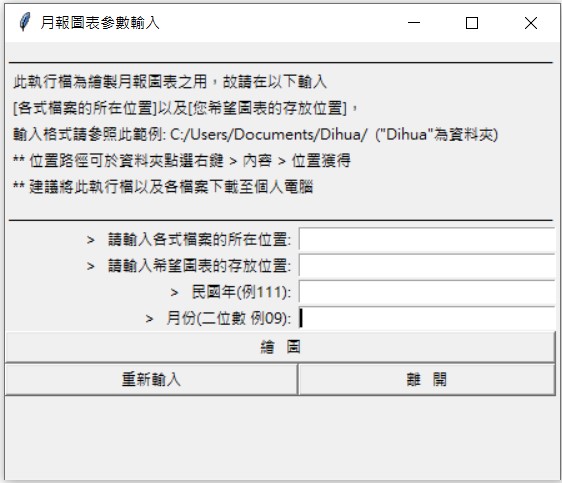 月報圖表參數輸入
此執行檔為繪製月報圖表之用，故請在以下輸入
[各式檔案的所在位置]以及[您希望圖表的存放位置]，
輸入格式請參照此範例: C:/Users/Documents/Dihua/  ("Dihua"為資料夾)
** 位置路徑可於資料夾點選右鍵 > 內容 > 位置獲得
** 建議將此執行檔以及各檔案下載至個人電腦
>   請輸入各式檔案的所在位置:
>   請輸入希望圖表的存放位置:
>   民國年(例111):
>   月份(二位數 例09):
繪   圖
重新輸入
離   開